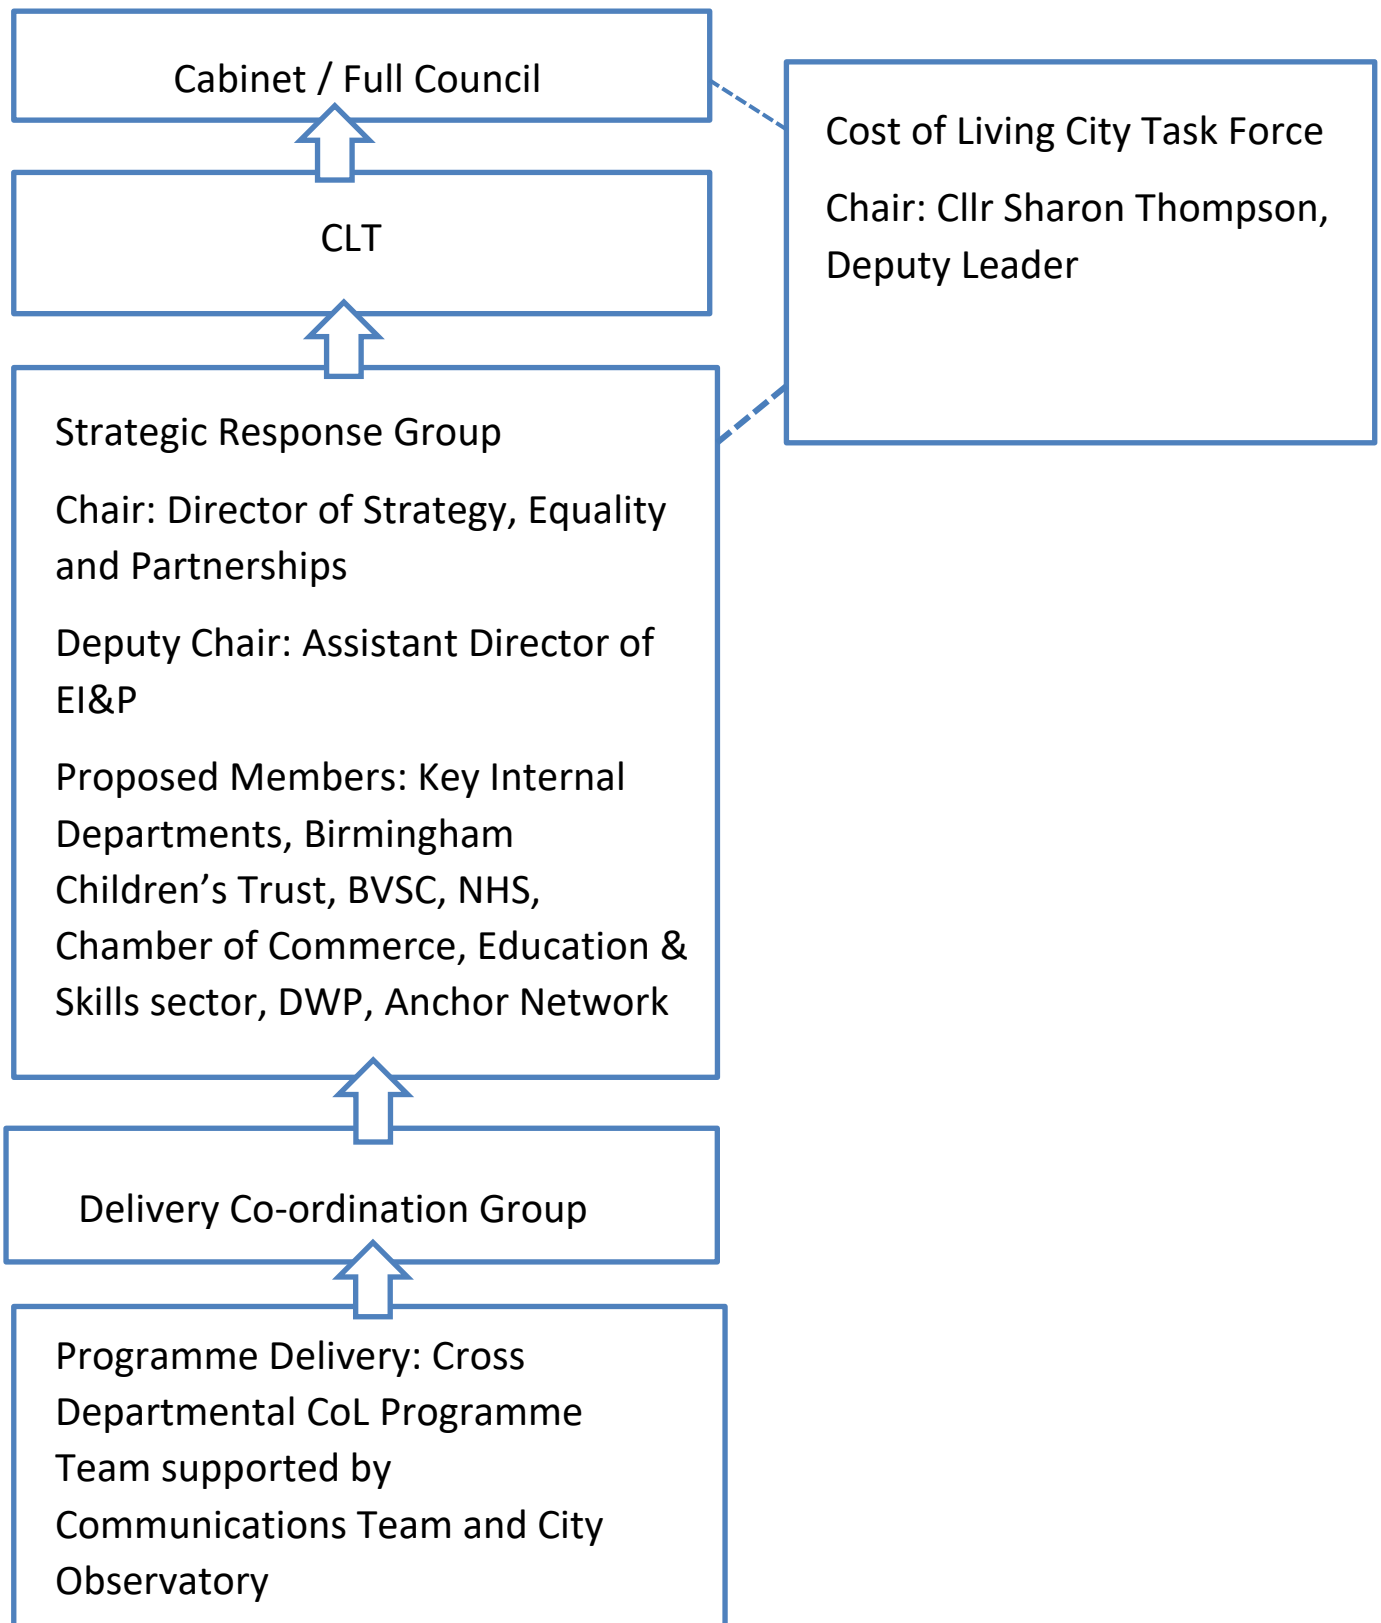 Cabinet / Full Council
Cost of Living City Task Force
Chair: Cllr Sharon Thompson,
Deputy Leader
CLT
Strategic Response Group
Chair: Director of Strategy, Equality
and Partnerships
Deputy Chair: Assistant Director of
EI&P
Proposed Members: Key Internal
Departments, Birmingham
Children’s Trust, BVSC, NHS,
Chamber of Commerce, Education &
Skills sector, DWP, Anchor Network
Delivery Co-ordination Group
Programme Delivery: Cross
Departmental CoL Programme
Team supported by
Communications Team and City
Observatory